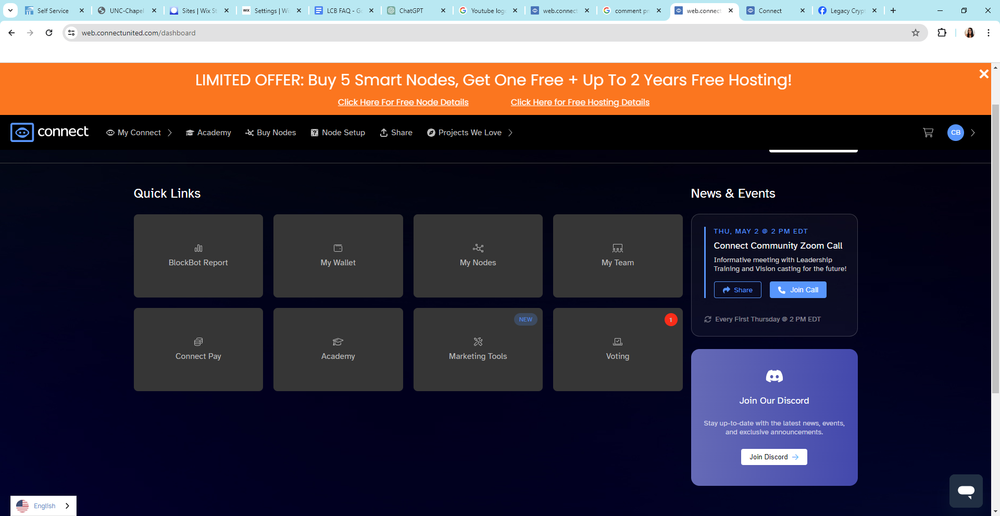 Self Service
UNC-Chapel
Sites | Wix St
WIX
Settings | Wi
LCB FAQ - Go
ChatGPT
Youtube logo
web.connect
comment pn
web.connect
Connect
Legacy Crypt
web.connectunited.com/dashboard
LIMITED OFFER: Buy 5 Smart Nodes, Get One Free + Up To 2 Years Free Hosting!
Click Here For Free Node Details
Click Here for Free Hosting Details
connect
My Connect
Academy
Buy Nodes
Node Setup
Share
Projects We Love
CB
Quick Links
News & Events
BlockBot Report
My Wallet
My Nodes
My Team
THU, MAY 2 @ 2 PM EDT
Connect Community Zoom Call
Informative meeting with Leadership
Training and Vision casting for the future!
Share
Join Call
Every First Thursday @ 2 PM EDT
NEW
1
Connect Pay
Academy
Marketing Tools
Voting
Join Our Discord
Stay up-to-date with the latest news, events,
and exclusive announcements.
Join Discord
English